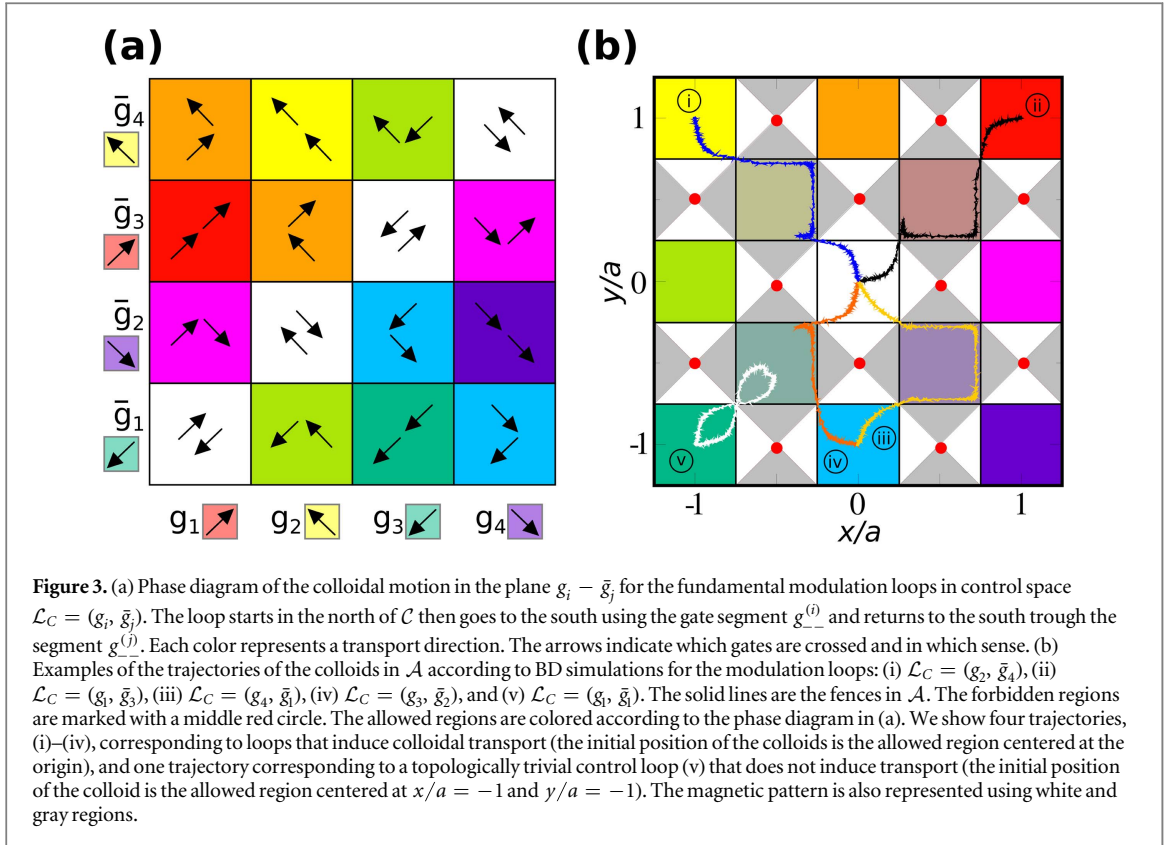 (a)
(b)
ḡ₄
ḡ₃
ḡ₂
ḡ₁
g₁
g₂
g₃
g₄
y/a
1
0
-1
-1
0
1
x/a
i
ii
iii
iv
v
Figure 3. (a) Phase diagram of the colloidal motion in the plane gᵢ − ḡⱼ for the fundamental modulation loops in control space
ℒ_C = (gᵢ, ḡⱼ). The loop starts in the north of 𝒞 then goes to the south using the gate segment g₋₋⁽ⁱ⁾ and returns to the south trough the
segment g₋₋⁽ʲ⁾. Each color represents a transport direction. The arrows indicate which gates are crossed and in which sense. (b)
Examples of the trajectories of the colloids in 𝒜 according to BD simulations for the modulation loops: (i) ℒ_C = (g₂, ḡ₄), (ii)
ℒ_C = (g₁, ḡ₃), (iii) ℒ_C = (g₄, ḡ₁), (iv) ℒ_C = (g₃, ḡ₂), and (v) ℒ_C = (g₁, ḡ₁). The solid lines are the fences in 𝒜. The forbidden regions
are marked with a middle red circle. The allowed regions are colored according to the phase diagram in (a). We show four trajectories,
(i)–(iv), corresponding to loops that induce colloidal transport (the initial position of the colloids is the allowed region centered at the
origin), and one trajectory corresponding to a topologically trivial control loop (v) that does not induce transport (the initial position
of the colloid is the allowed region centered at x/a = −1 and y/a = −1). The magnetic pattern is also represented using white and
gray regions.